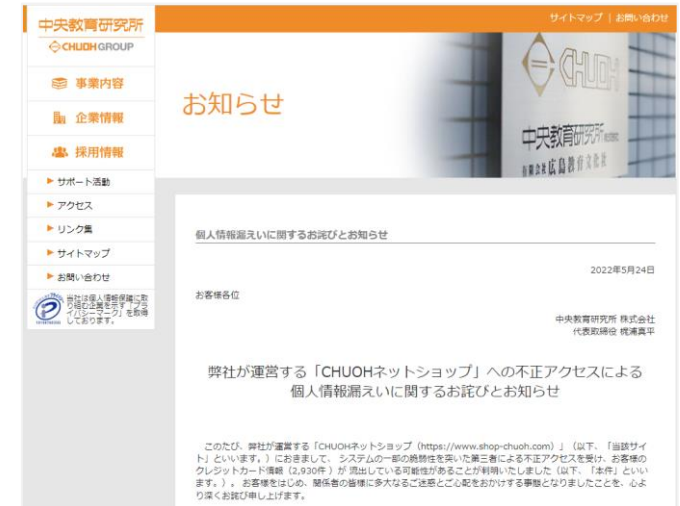 サイトマップ | お問い合わせ
中央教育研究所
CHUOH GROUP
事業内容
企業情報
採用情報
サポート活動
アクセス
リンク集
サイトマップ
お問い合わせ
当社は個人情報保護に取
り組む企業を示す「プラ
イバシーマーク」を取得
しております。
お知らせ
CHUOH
中央教育研究所
広島教育文化社
個人情報漏えいに関するお詫びとお知らせ
2022年5月24日
お客様各位
中央教育研究所 株式会社
代表取締役 梶浦真平
弊社が運営する「CHUOHネットショップ」への不正アクセスによる
個人情報漏えいに関するお詫びとお知らせ
このたび、弊社が運営する「CHUOHネットショップ（https://www.shop-chuoh.com）」（以下、「当該サイ
ト」といいます。）におきまして、 システムの一部の脆弱性を突いた第三者による不正アクセスを受け、お客様の
クレジットカード情報（2,930件 ）が 流出している可能性があることが判明いたしました（以下、「本件」といい
ます。）。 お客様をはじめ、関係者の皆様に多大なるご迷惑とご心配をおかけする事態となりましたことを、心よ
り深くお詫び申し上げます。